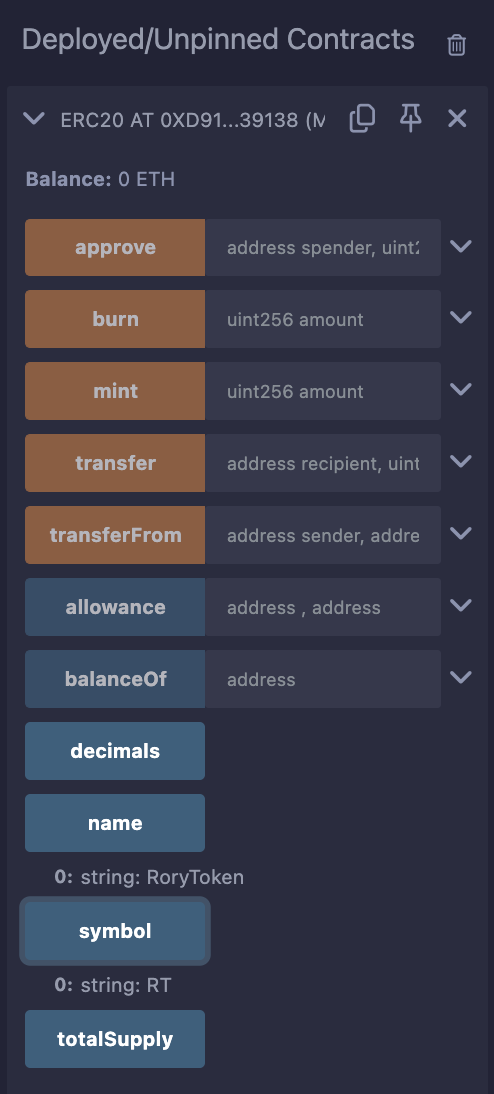 Deployed/Unpinned Contracts
ERC20 AT 0XD91...39138 (M
Balance: 0 ETH
approve address spender, uint2
burn uint256 amount
mint uint256 amount
transfer address recipient, uint
transferFrom address sender, addre
allowance address , address
balanceOf address
decimals
name
0: string: RoryToken
symbol
0: string: RT
totalSupply